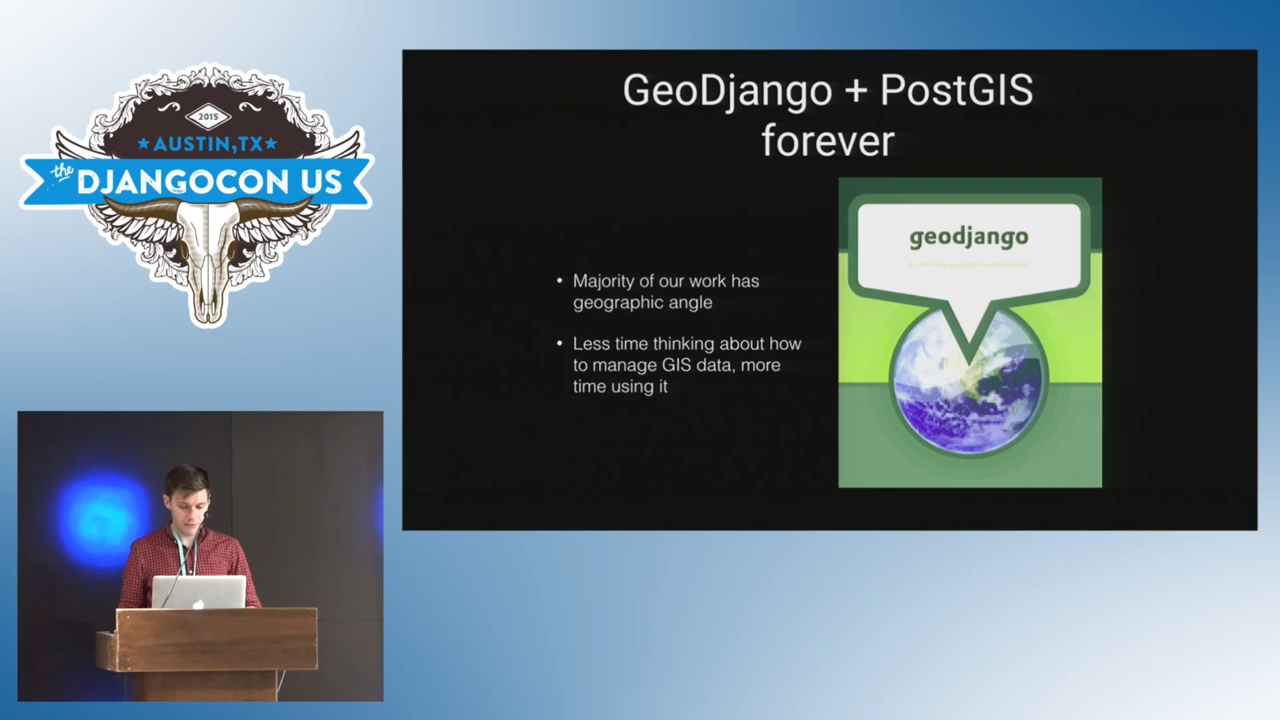 2015
AUSTIN, TX
the
DJANGOCON US
GeoDjango + PostGIS
forever
• Majority of our work has
geographic angle
• Less time thinking about how
to manage GIS data, more
time using it
geodjango